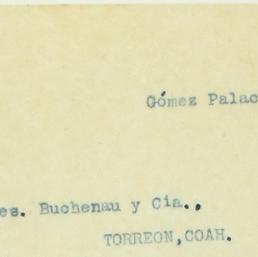 Gómez Palac
es. Buchenau y Cia.,
TORREON,COAH.